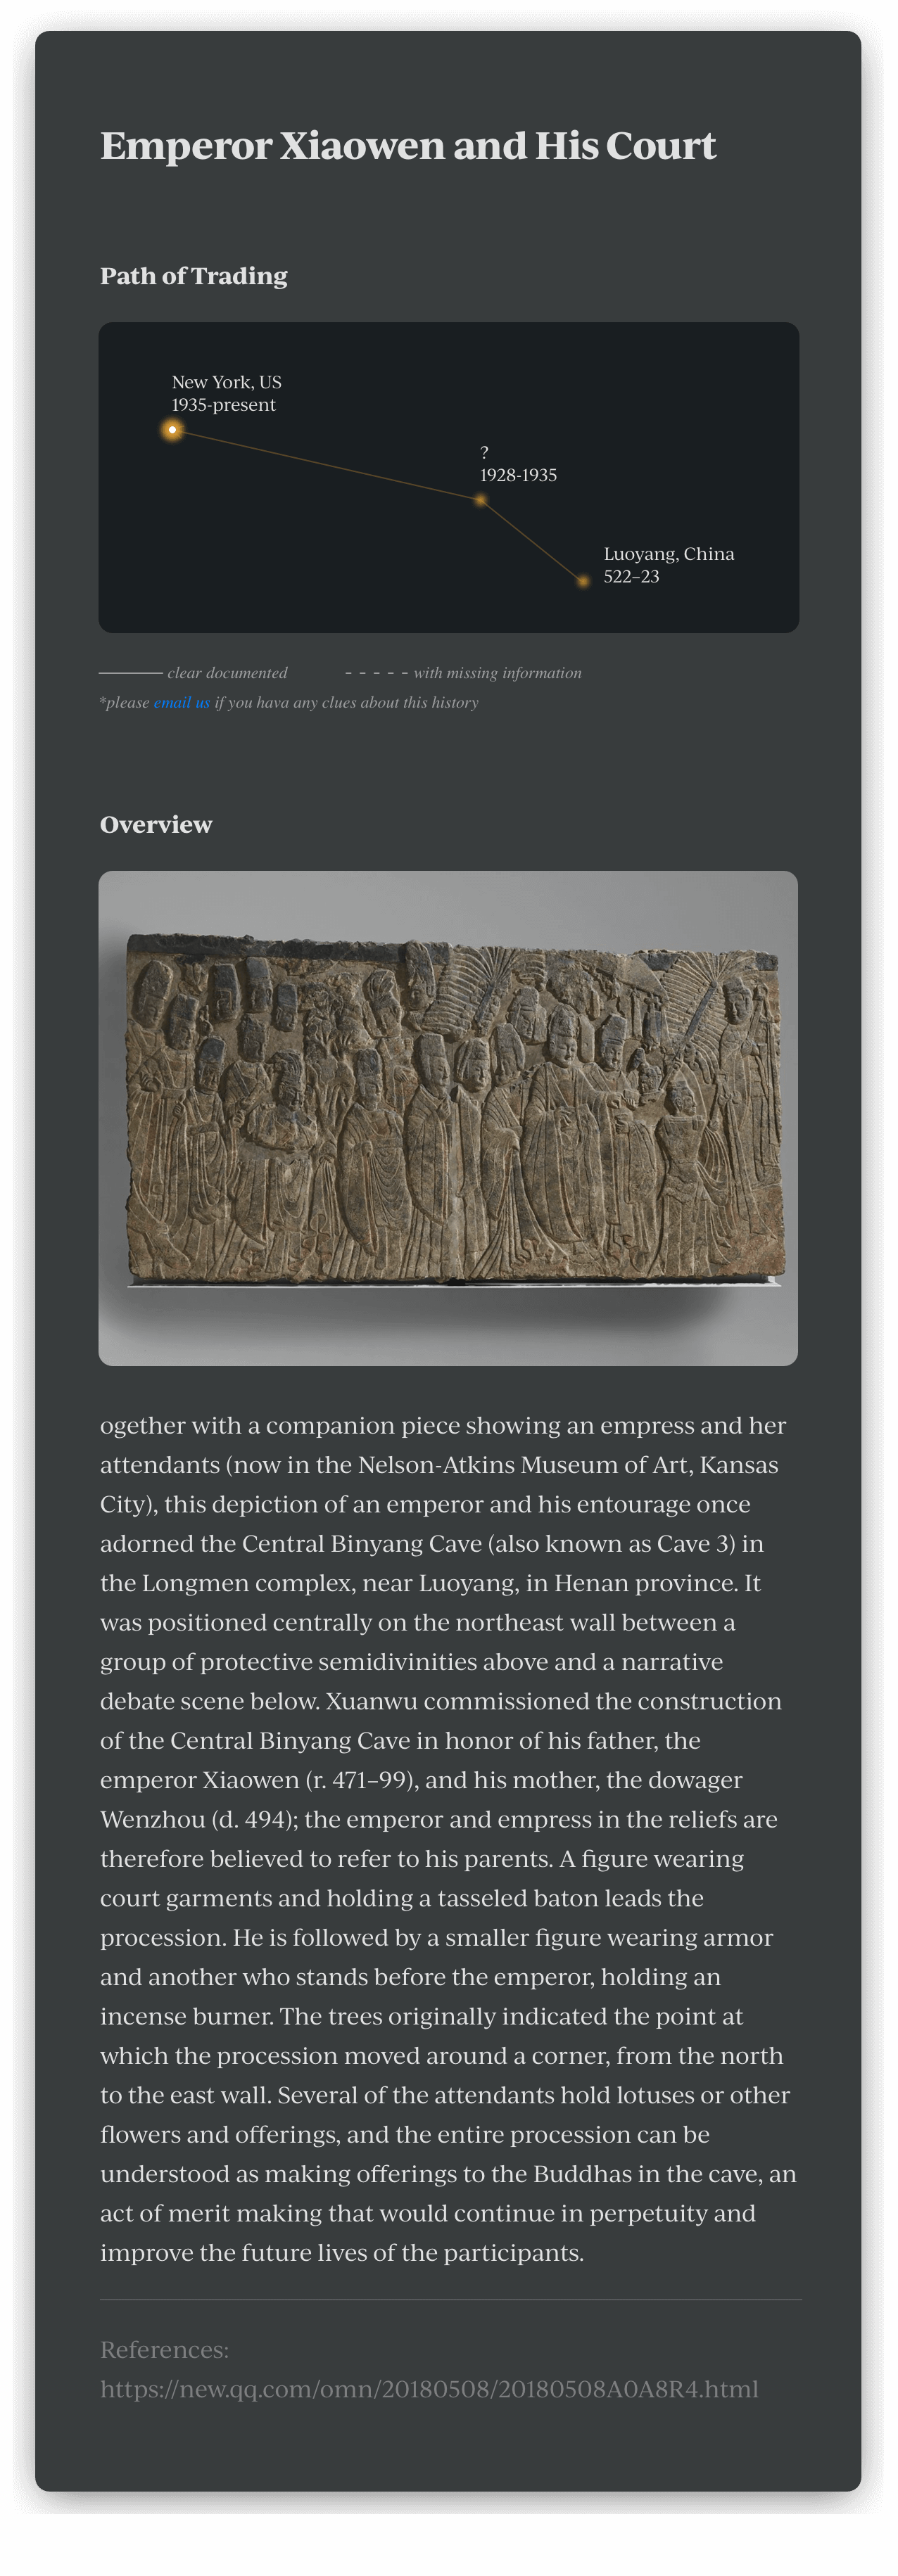 Emperor Xiaowen and His Court
Path of Trading
New York, US
1935-present
?
1928-1935
Luoyang, China
522–23
clear documented
with missing information
*please email us if you hava any clues about this history
Overview
ogether with a companion piece showing an empress and her
attendants (now in the Nelson-Atkins Museum of Art, Kansas
City), this depiction of an emperor and his entourage once
adorned the Central Binyang Cave (also known as Cave 3) in
the Longmen complex, near Luoyang, in Henan province. It
was positioned centrally on the northeast wall between a
group of protective semidivinities above and a narrative
debate scene below. Xuanwu commissioned the construction
of the Central Binyang Cave in honor of his father, the
emperor Xiaowen (r. 471–99), and his mother, the dowager
Wenzhou (d. 494); the emperor and empress in the reliefs are
therefore believed to refer to his parents. A figure wearing
court garments and holding a tasseled baton leads the
procession. He is followed by a smaller figure wearing armor
and another who stands before the emperor, holding an
incense burner. The trees originally indicated the point at
which the procession moved around a corner, from the north
to the east wall. Several of the attendants hold lotuses or other
flowers and offerings, and the entire procession can be
understood as making offerings to the Buddhas in the cave, an
act of merit making that would continue in perpetuity and
improve the future lives of the participants.
References:
https://new.qq.com/omn/20180508/20180508A0A8R4.html